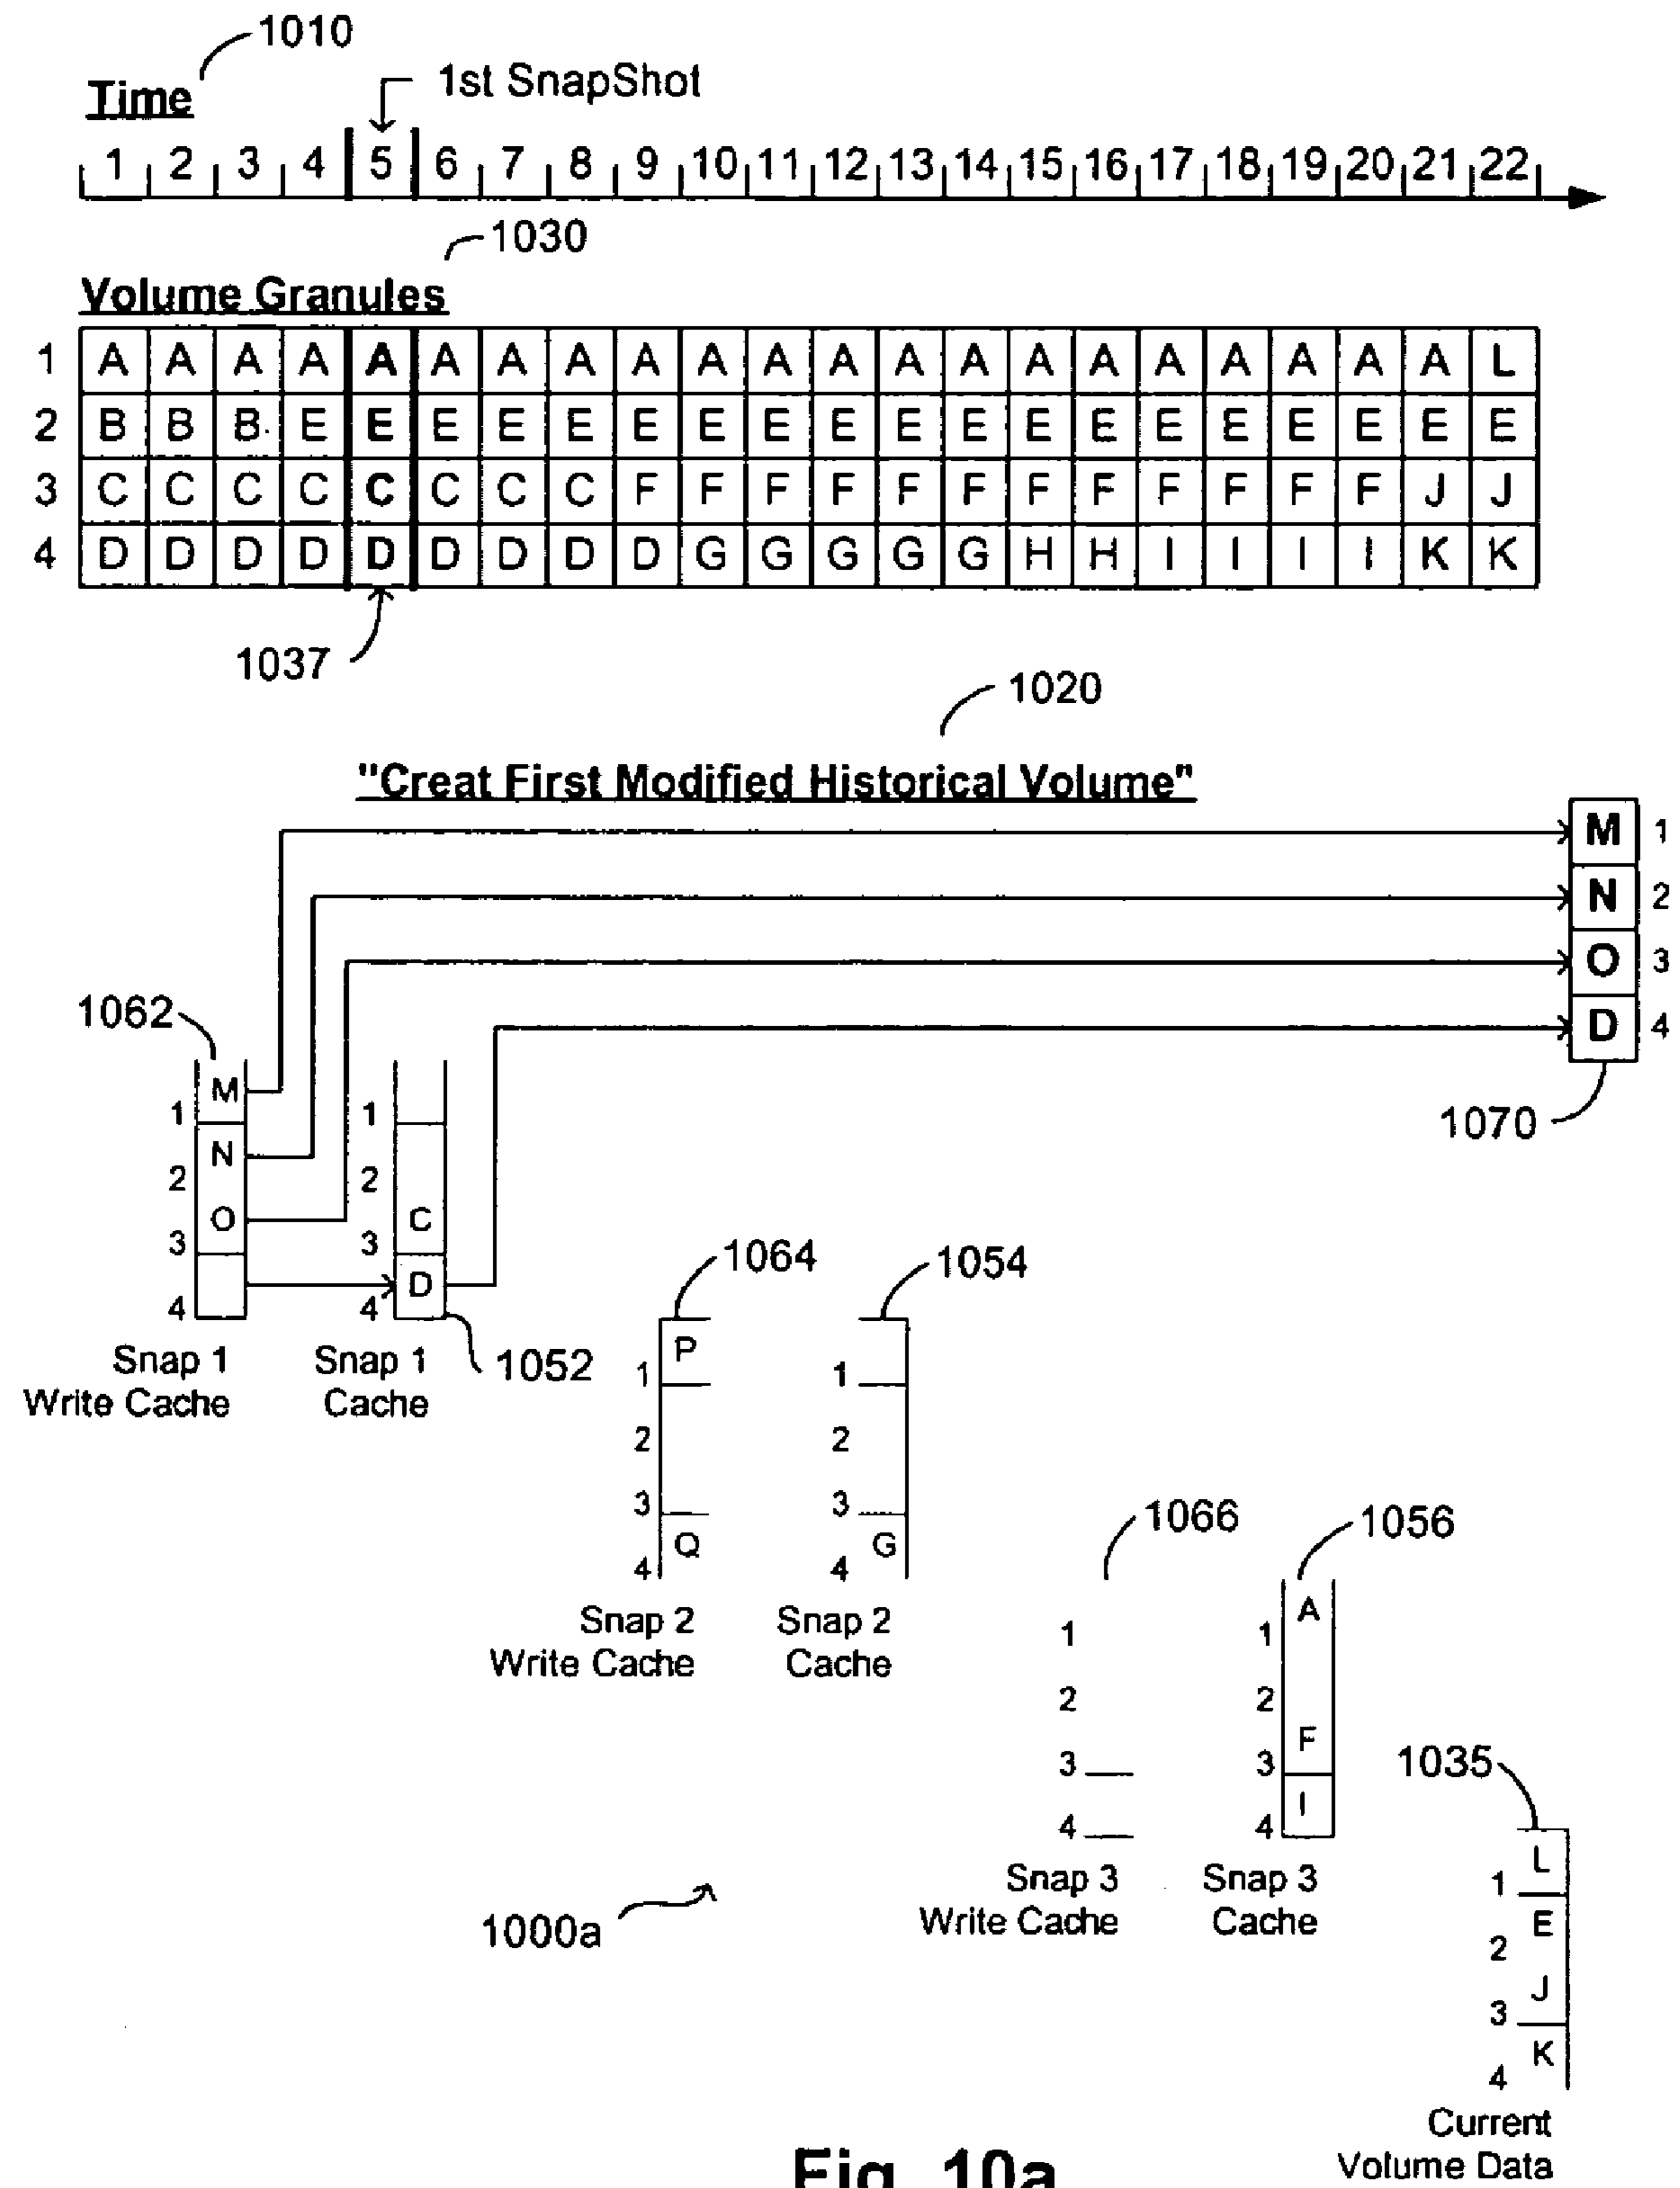 1010
Time
1st SnapShot
1 2 3 4 5 6 7 8 9 10 11 12 13 14 15 16 17 18 19 20 21 22
1030
Volume Granules
1 A A A A A A A A A A A A A A A A A A A A A L
2 B B B E E E E E E E E E E E E E E E E E E E
3 C C C C C C C C F F F F F F F F F F F F J J
4 D D D D D D D D D G G G G G H H I I I I K K
1037
1020
"Creat First Modified Historical Volume"
M 1
N 2
O 3
D 4
1070
1062
M
1 1
N
2 2
O C
3 3
D
4 4
1052
Snap 1 Snap 1
Write Cache Cache
1064 1054
P
1 1
2 2
3 3
Q G
4 4
Snap 2 Snap 2
Write Cache Cache
1066 1056
A
1 1
2 2
F
3 3
I
4 4
Snap 3 Snap 3
Write Cache Cache
1035
L
1
E
2
J
3
K
4
Current
Volume Data
1000a
Fig. 10a